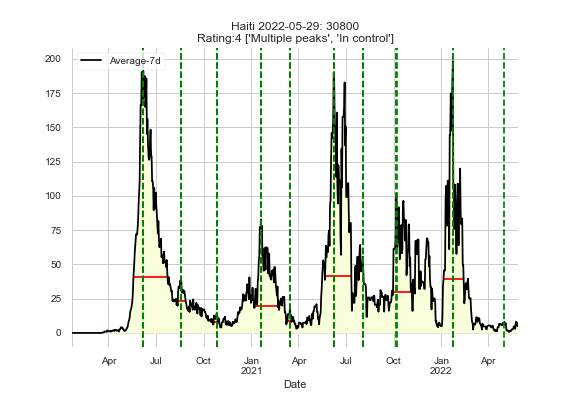 Haiti 2022-05-29: 30800
Rating:4 ['Multiple peaks', 'In control']
Average-7d
200
175
150
125
100
75
50
25
0
Apr Jul Oct Jan Apr Jul Oct Jan Apr
2021 2022
Date